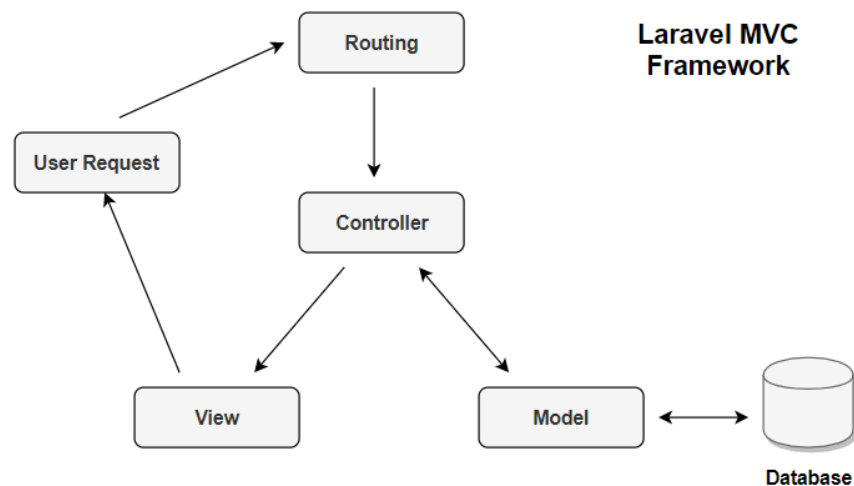 Laravel MVC
Framework
Routing
User Request
Controller
View
Model
Database